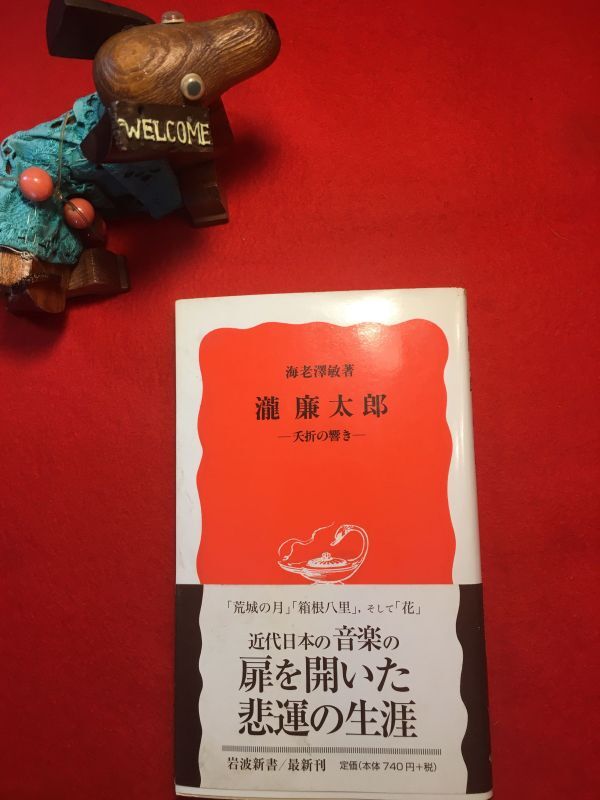 WELCOME
海老澤敏著
瀧 廉太郎
―夭折の響き―
「荒城の月」「箱根八里」,そして「花」
近代日本の音楽の
扉を開いた
悲運の生涯
岩波新書/最新刊 定価(本体740円+税)